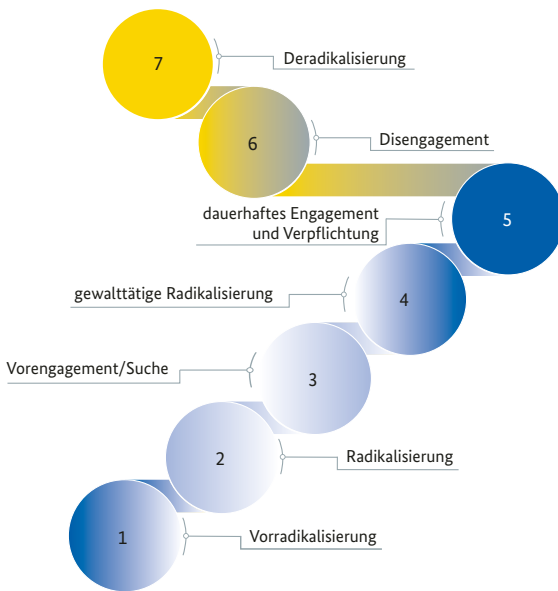 7
Deradikalisierung
6
Disengagement
dauerhaftes Engagement
und Verpflichtung
5
gewalttätige Radikalisierung
4
Vorengagement/Suche
3
2
Radikalisierung
1
Vorradikalisierung